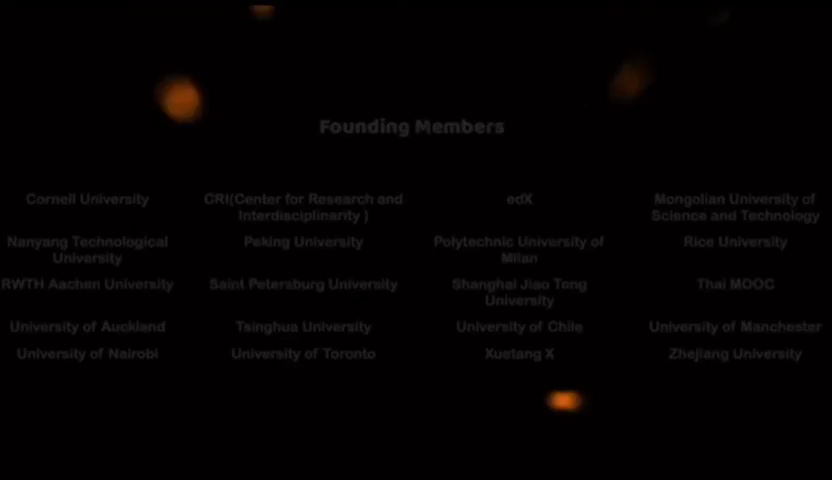 Founding Members
Cornell University
CRI(Center for Research and
Interdisciplinarity )
edX
Mongolian University of
Science and Technology
Nanyang Technological
University
Peking University
Polytechnic University of
Milan
Rice University
RWTH Aachen University
Saint Petersburg University
Shanghai Jiao Tong
University
Thai MOOC
University of Auckland
Tsinghua University
University of Chile
University of Manchester
University of Nairobi
University of Toronto
Xuetang X
Zhejiang University